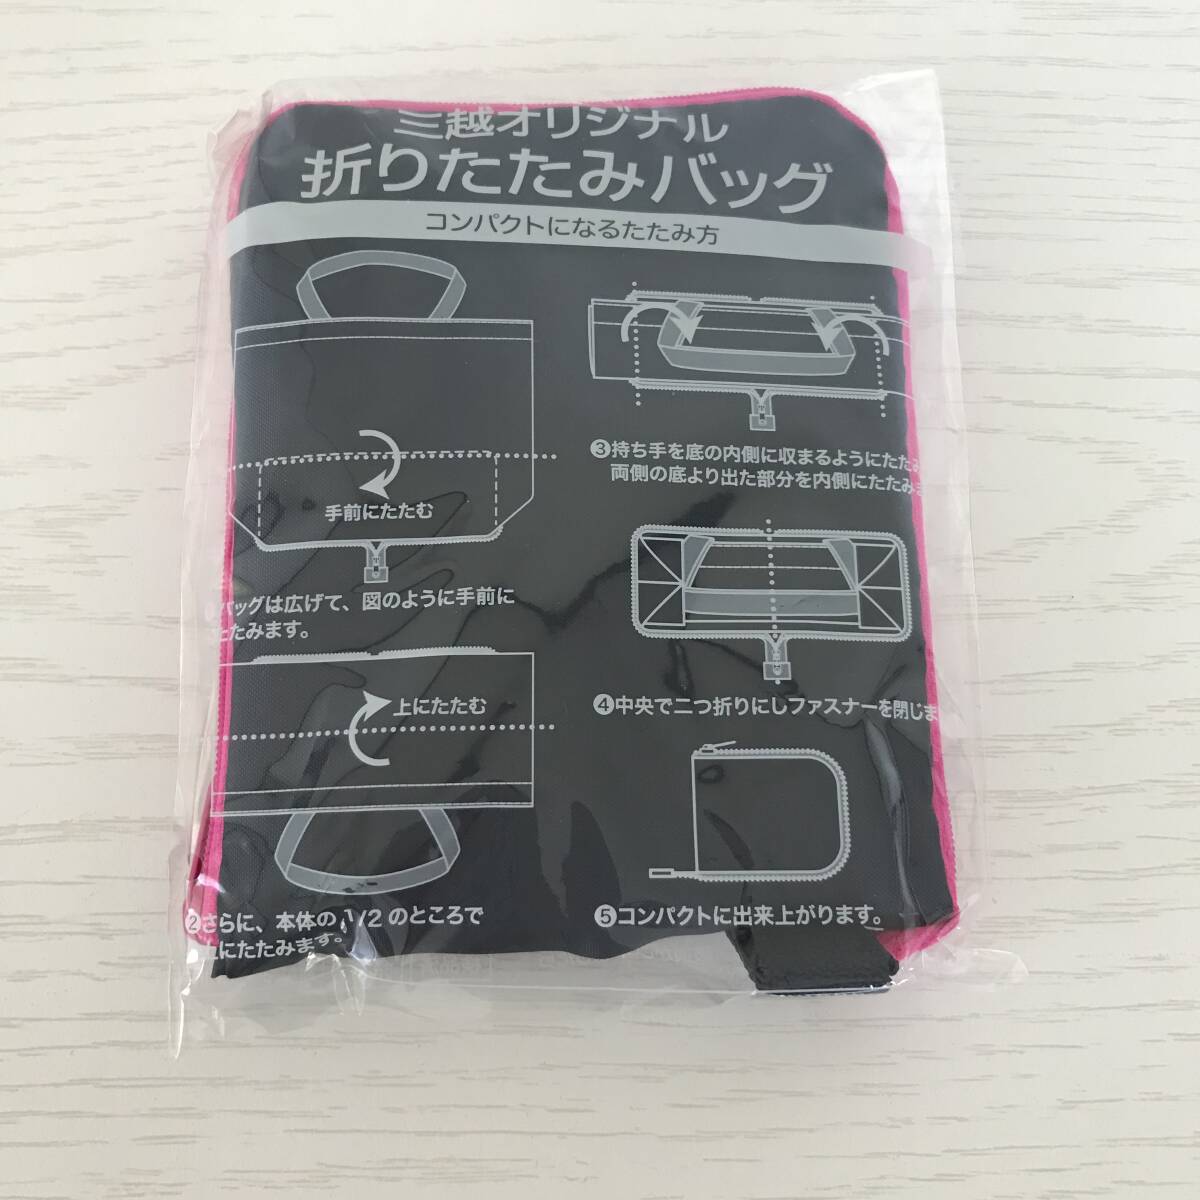 三越オリジナル
折りたたみバッグ
コンパクトになるたたみ方
手前にたたむ
バッグは広げて、図のように手前に
たたみます。
上にたたむ
❷さらに、本体の 1/2 のところで
上にたたみます。
❸持ち手を底の内側に収まるようにたたみ
両側の底より出た部分を内側にたたみま
❹中央で二つ折りにしファスナーを閉じま
❺コンパクトに出来上がります。